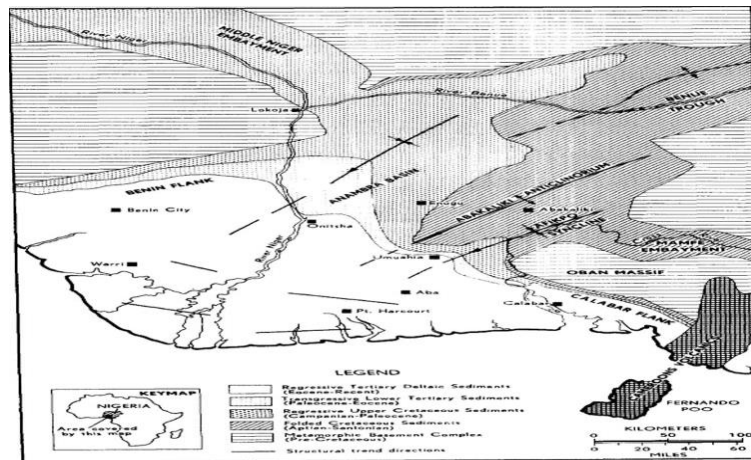 River Niger
MIDDLE NIGER
EMBAYMENT
Lokoja
River Benue
BENUE
TROUGH
BENIN FLANK
ANAMBRA BASIN
Benin City
Enugu
ABAKALIKI ANTICLINORIUM
Abakaliki
AFIKPO
SYNCLINE
Onitsha
River Niger
MAMFE
EMBAYMENT
Warri
Umuahia
OBAN MASSIF
Aba
Calabar
CALABAR FLANK
Pt. Harcourt
FERNANDO
POO
LEGEND
Regressive Tertiary Deltaic Sediments
(Eocene-Recent)
Transgressive Lower Tertiary Sediments
(Paleocene-Eocene)
Regressive Upper Cretaceous Sediments
(Campanian-Paleocene)
Folded Cretaceous Sediments
(Aptian-Santonian)
Metamorphic Basement Complex
(Pre-Cretaceous)
Structural trend directions
KEYMAP
NIGERIA
Area covered
by this map
KILOMETERS
0 20 60 100
0 20 40 60
MILES